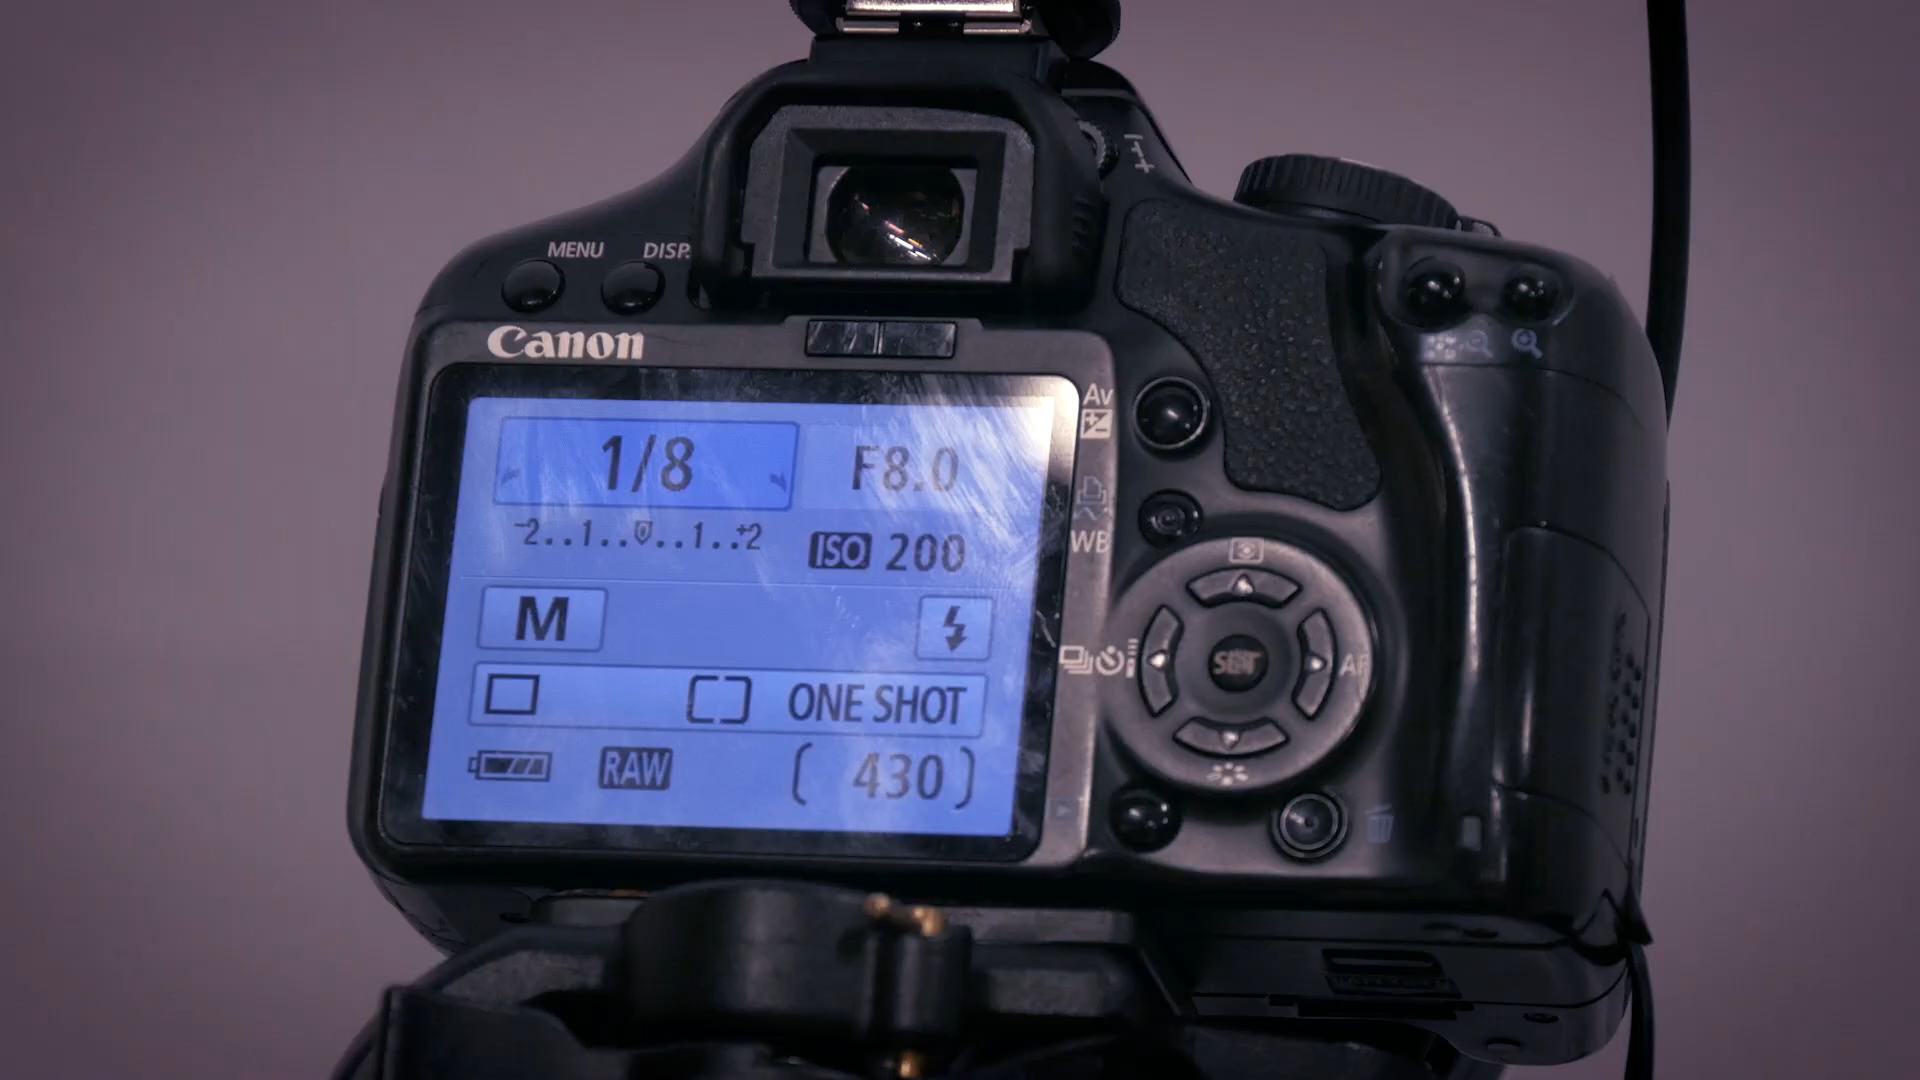 MENU DISP.
Canon
1/8 F8.0
-2..1..0..1..+2
ISO 200
M
ONE SHOT
RAW
( 430)
Av
WB
SET
AF